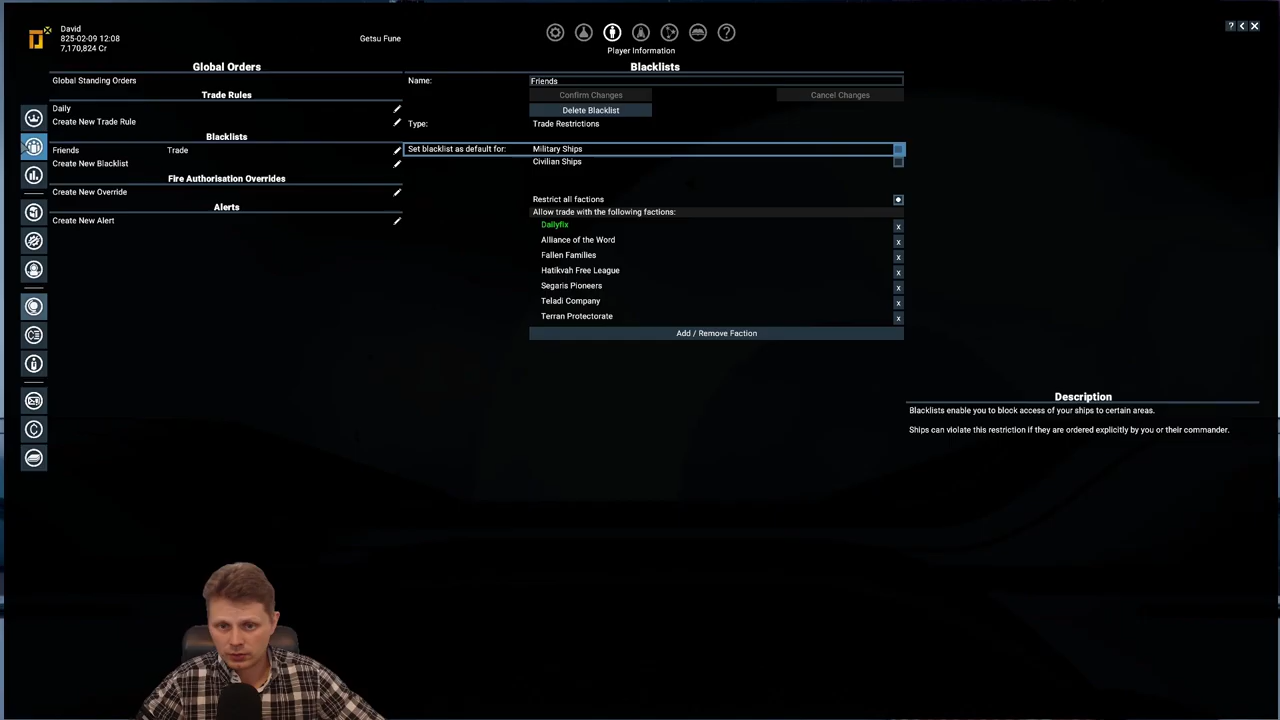 David
825-02-09 12:08
7,170,824 Cr
Getsu Fune
Player Information
?
Global Orders
Global Standing Orders
Trade Rules
Daily
Create New Trade Rule
Blacklists
Friends Trade
Create New Blacklist
Fire Authorisation Overrides
Create New Override
Alerts
Create New Alert
Blacklists
Name: Friends
Confirm Changes Cancel Changes
Delete Blacklist
Type: Trade Restrictions
Set blacklist as default for: Military Ships
Civilian Ships
Restrict all factions
Allow trade with the following factions:
Dailyfix x
Alliance of the Word x
Fallen Families x
Hatikvah Free League x
Segaris Pioneers x
Teladi Company x
Terran Protectorate x
Add / Remove Faction
Description
Blacklists enable you to block access of your ships to certain areas.
Ships can violate this restriction if they are ordered explicitly by you or their commander.